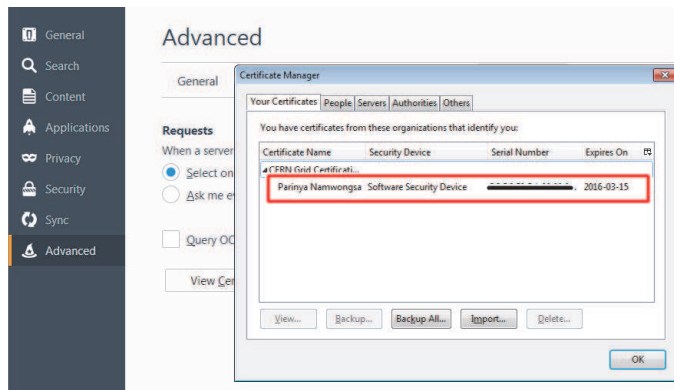 General
Search
Content
Applications
Privacy
Security
Sync
Advanced
Advanced
General
Requests
When a server
Select on
Ask me e
Query OC
View Cer
Certificate Manager
Your Certificates People Servers Authorities Others
You have certificates from these organizations that identify you:
Certificate Name Security Device Serial Number Expires On
CERN Grid Certificati...
Parinya Namwongsa Software Security Device 2016-03-15
View... Backup... Backup All... Import... Delete...
OK